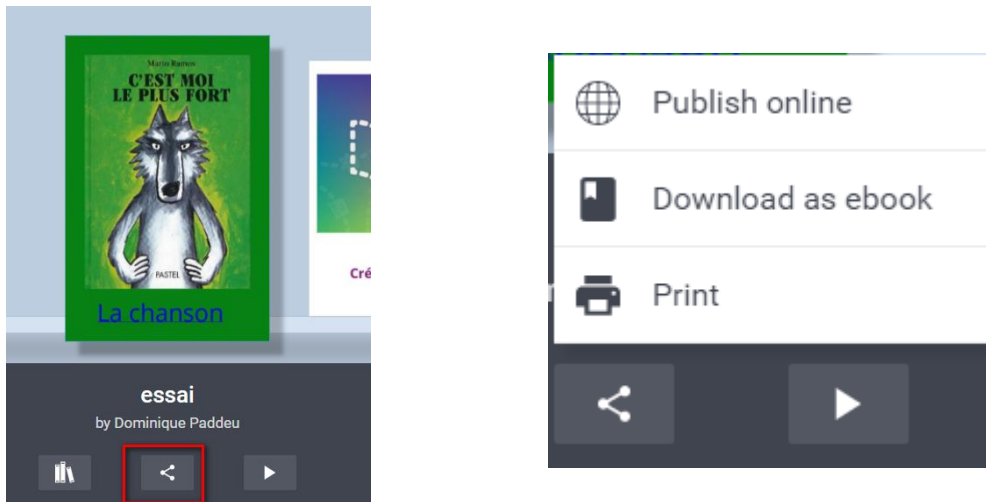 Mario Ramos
C'EST MOI
LE PLUS FORT
PASTEL
La chanson
Cré
essai
by Dominique Paddeu
Publish online
Download as ebook
Print